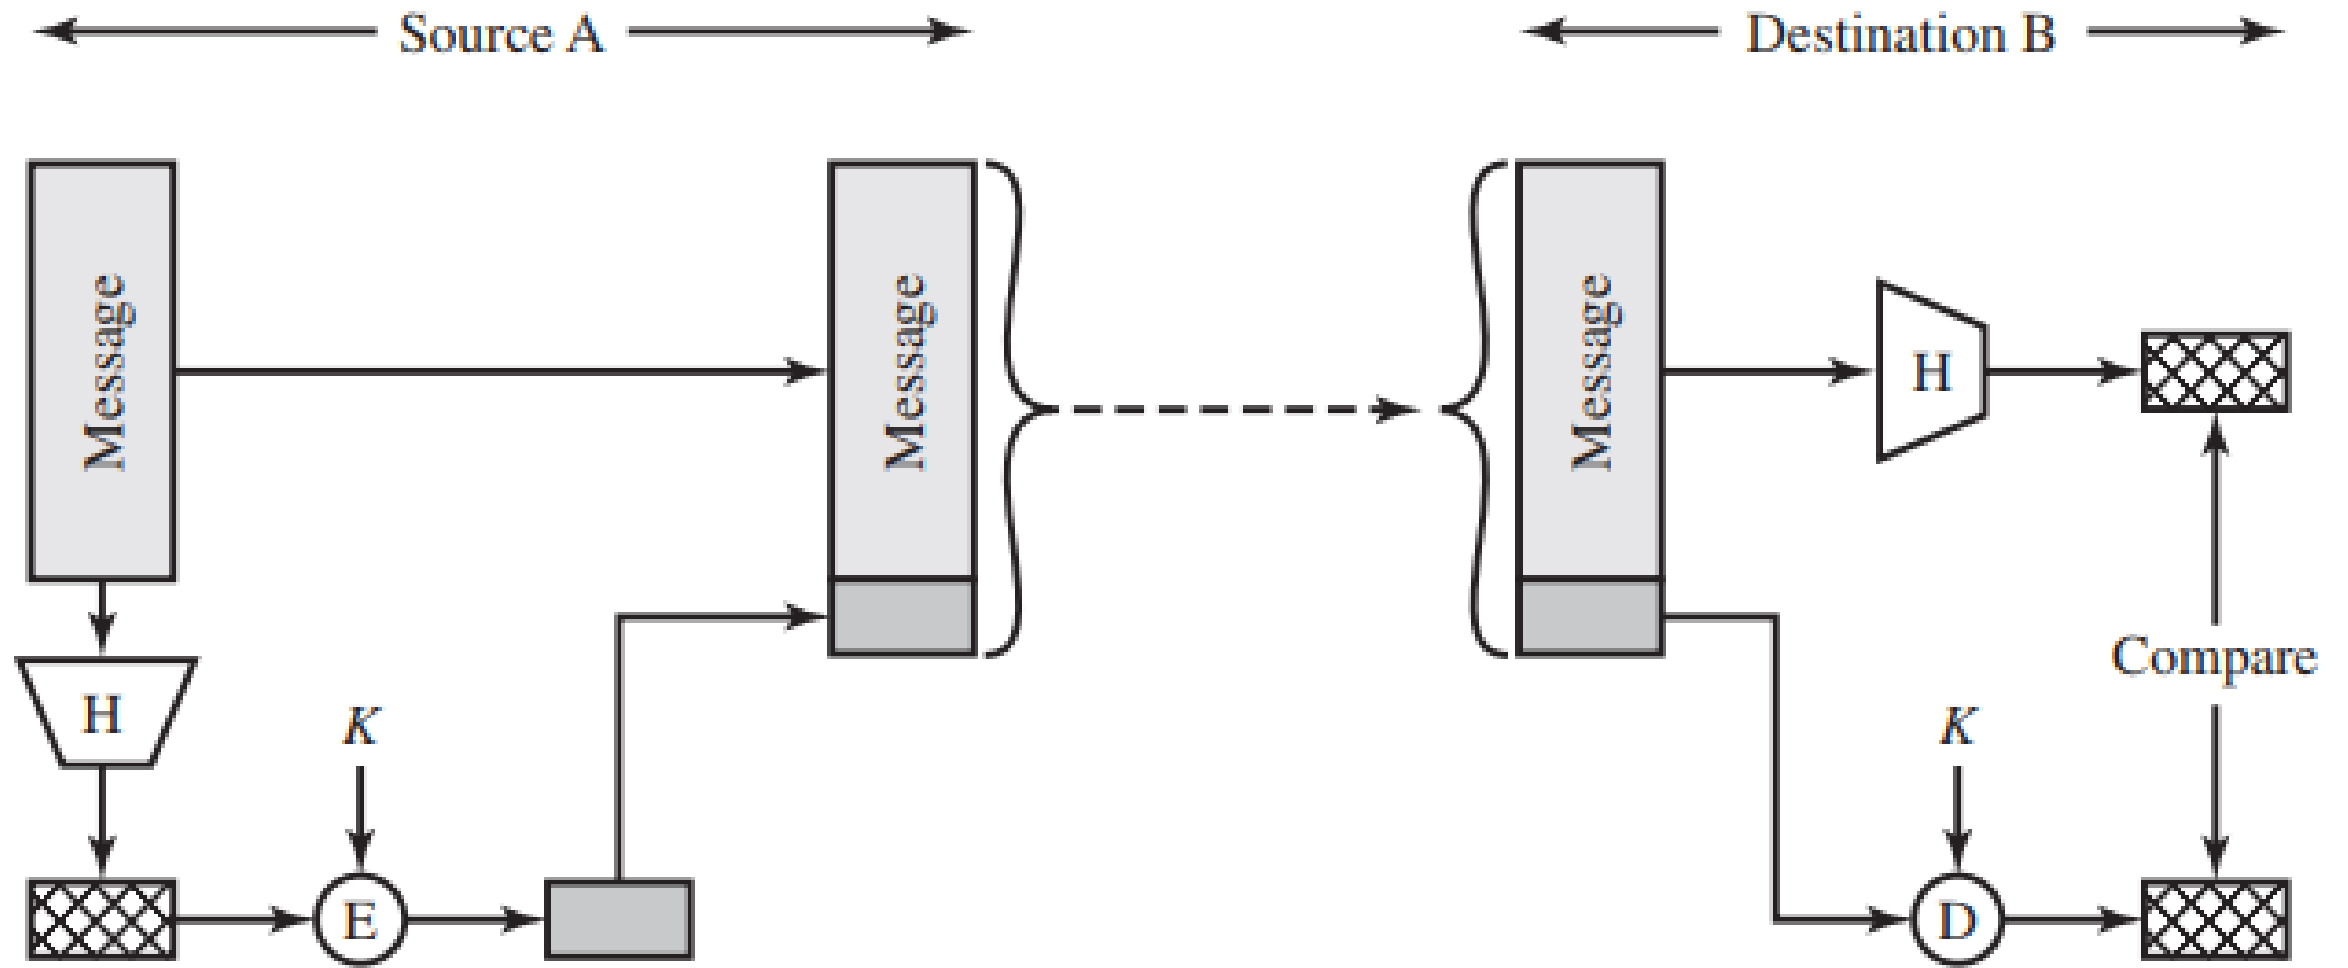 Source A
Destination B
Message
Message
Message
H
H
K
K
Compare
E
D